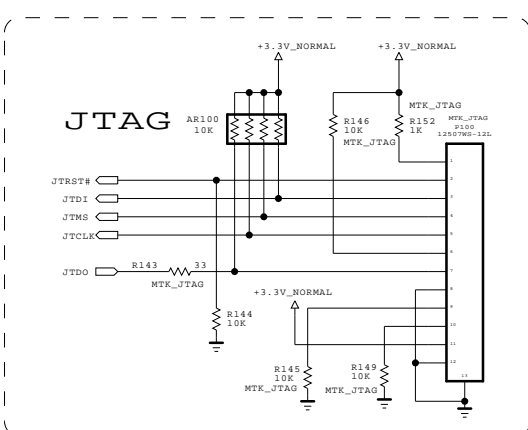 +3.3V_NORMAL
+3.3V_NORMAL
JTAG
AR100
10K
R146
10K
MTK_JTAG
MTK_JTAG
R152
1K
MTK_JTAG
P100
12507WS-12L
JTRST#
JTDI
JTMS
JTCLK
JTDO
R143
33
MTK_JTAG
+3.3V_NORMAL
R144
10K
R145
10K
MTK_JTAG
R149
10K
MTK_JTAG
1
2
3
4
5
6
7
8
9
10
11
12
13